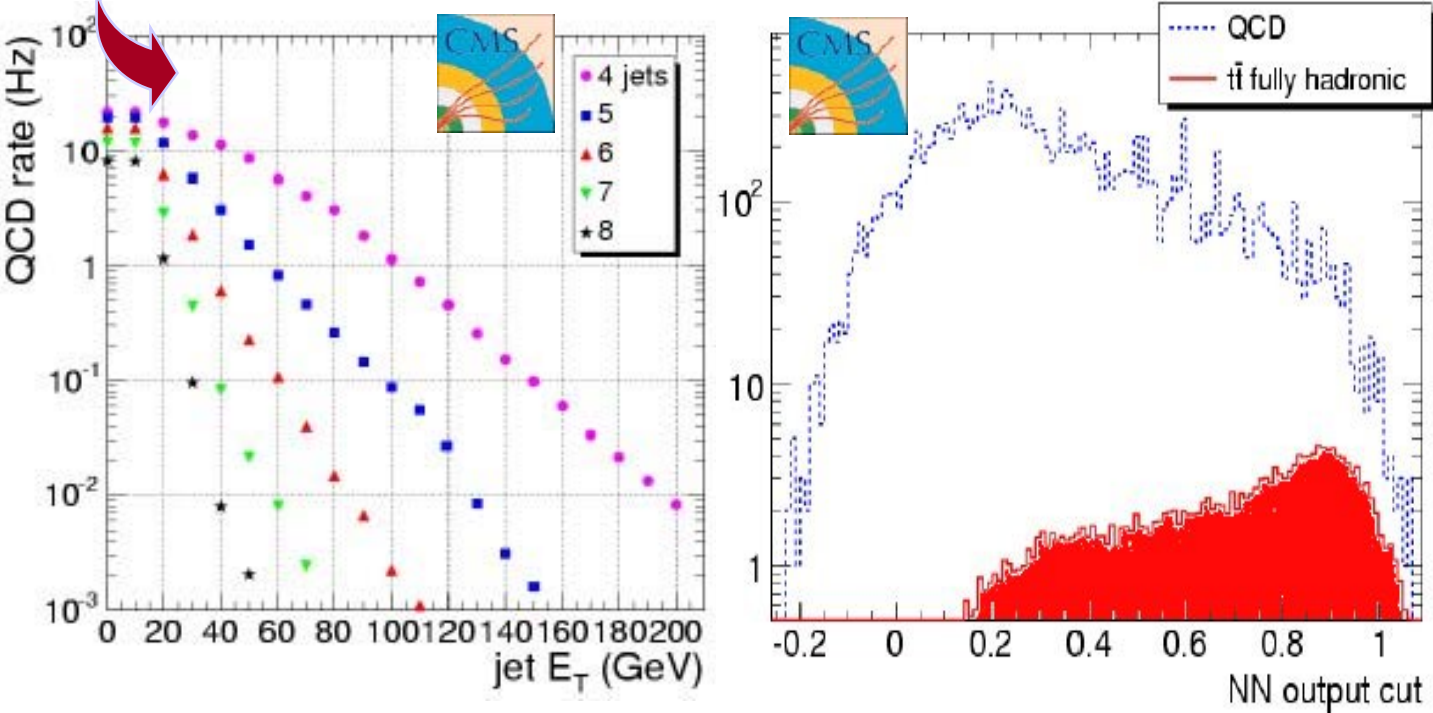 QCD rate (Hz)
10²
10
1
10⁻¹
10⁻²
10⁻³
CMS
4 jets
5
6
7
8
0 20 40 60 80 100 120 140 160 180 200
jet E_T (GeV)
CMS
QCD
tt̄ fully hadronic
10²
10
1
-0.2 0 0.2 0.4 0.6 0.8 1
NN output cut